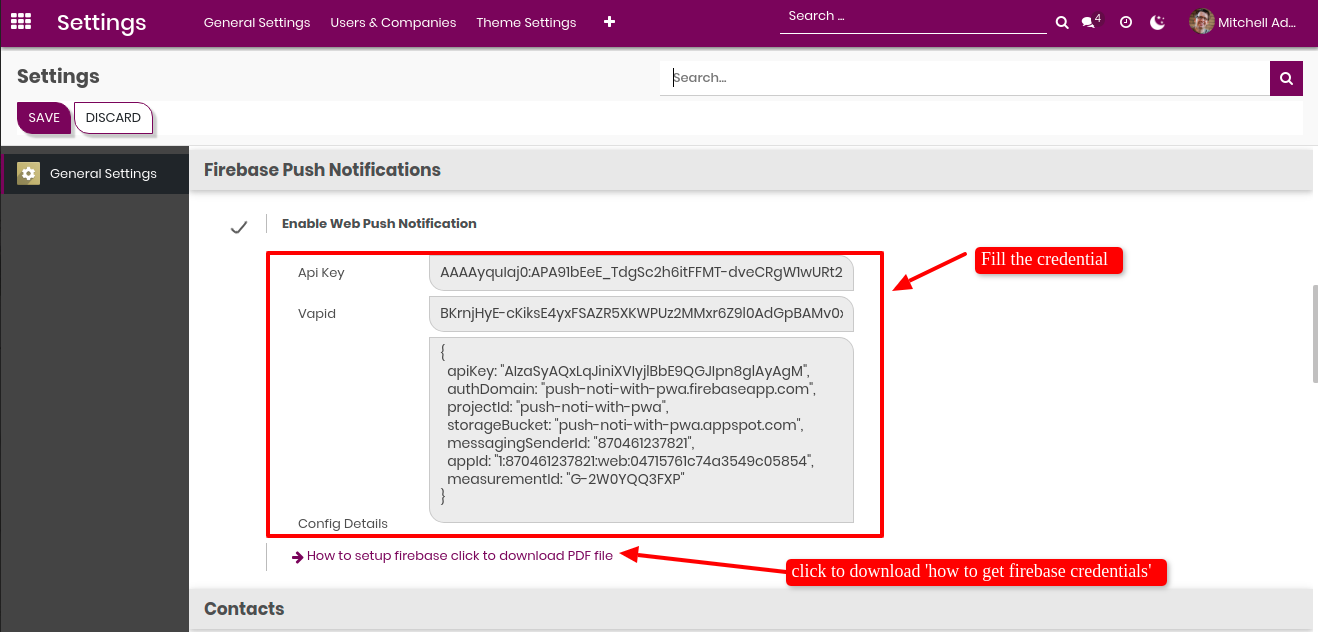 Settings General Settings Users & Companies Theme Settings + Search ... 4 Mitchell Ad...
Settings Search...
SAVE DISCARD
General Settings
Firebase Push Notifications
Enable Web Push Notification
Fill the credential
Api Key AAAAyquIaj0:APA91bEeE_TdgSc2h6itFFMT-dveCRgW1wURt2
Vapid BKrnjHyE-cKiksE4yxFSAZR5XKWPUz2MMxr6Z9l0AdGpBAMv0x
{
apiKey: "AIzaSyAQxLqJiniXVIyjlBbE9QGJIpn8glAyAgM",
authDomain: "push-noti-with-pwa.firebaseapp.com",
projectId: "push-noti-with-pwa",
storageBucket: "push-noti-with-pwa.appspot.com",
messagingSenderId: "870461237821",
appId: "1:870461237821:web:04715761c74a3549c05854",
measurementId: "G-2W0YQQ3FXP"
}
Config Details
How to setup firebase click to download PDF file
click to download 'how to get firebase credentials'
Contacts